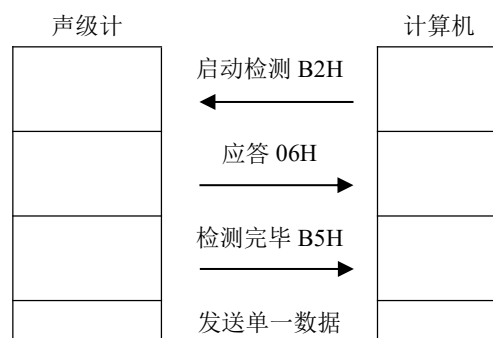 声级计
计算机
启动检测 B2H
应答 06H
检测完毕 B5H
发送单一数据